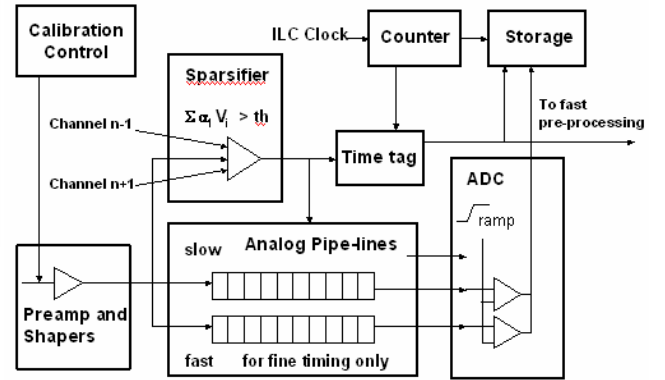 Calibration
Control
ILC Clock
Counter
Storage
Sparsifier
Σ αi Vi > th
Channel n-1
Channel n+1
Time tag
To fast
pre-processing
ADC
ramp
Preamp and
Shapers
slow
Analog Pipe-lines
fast
for fine timing only